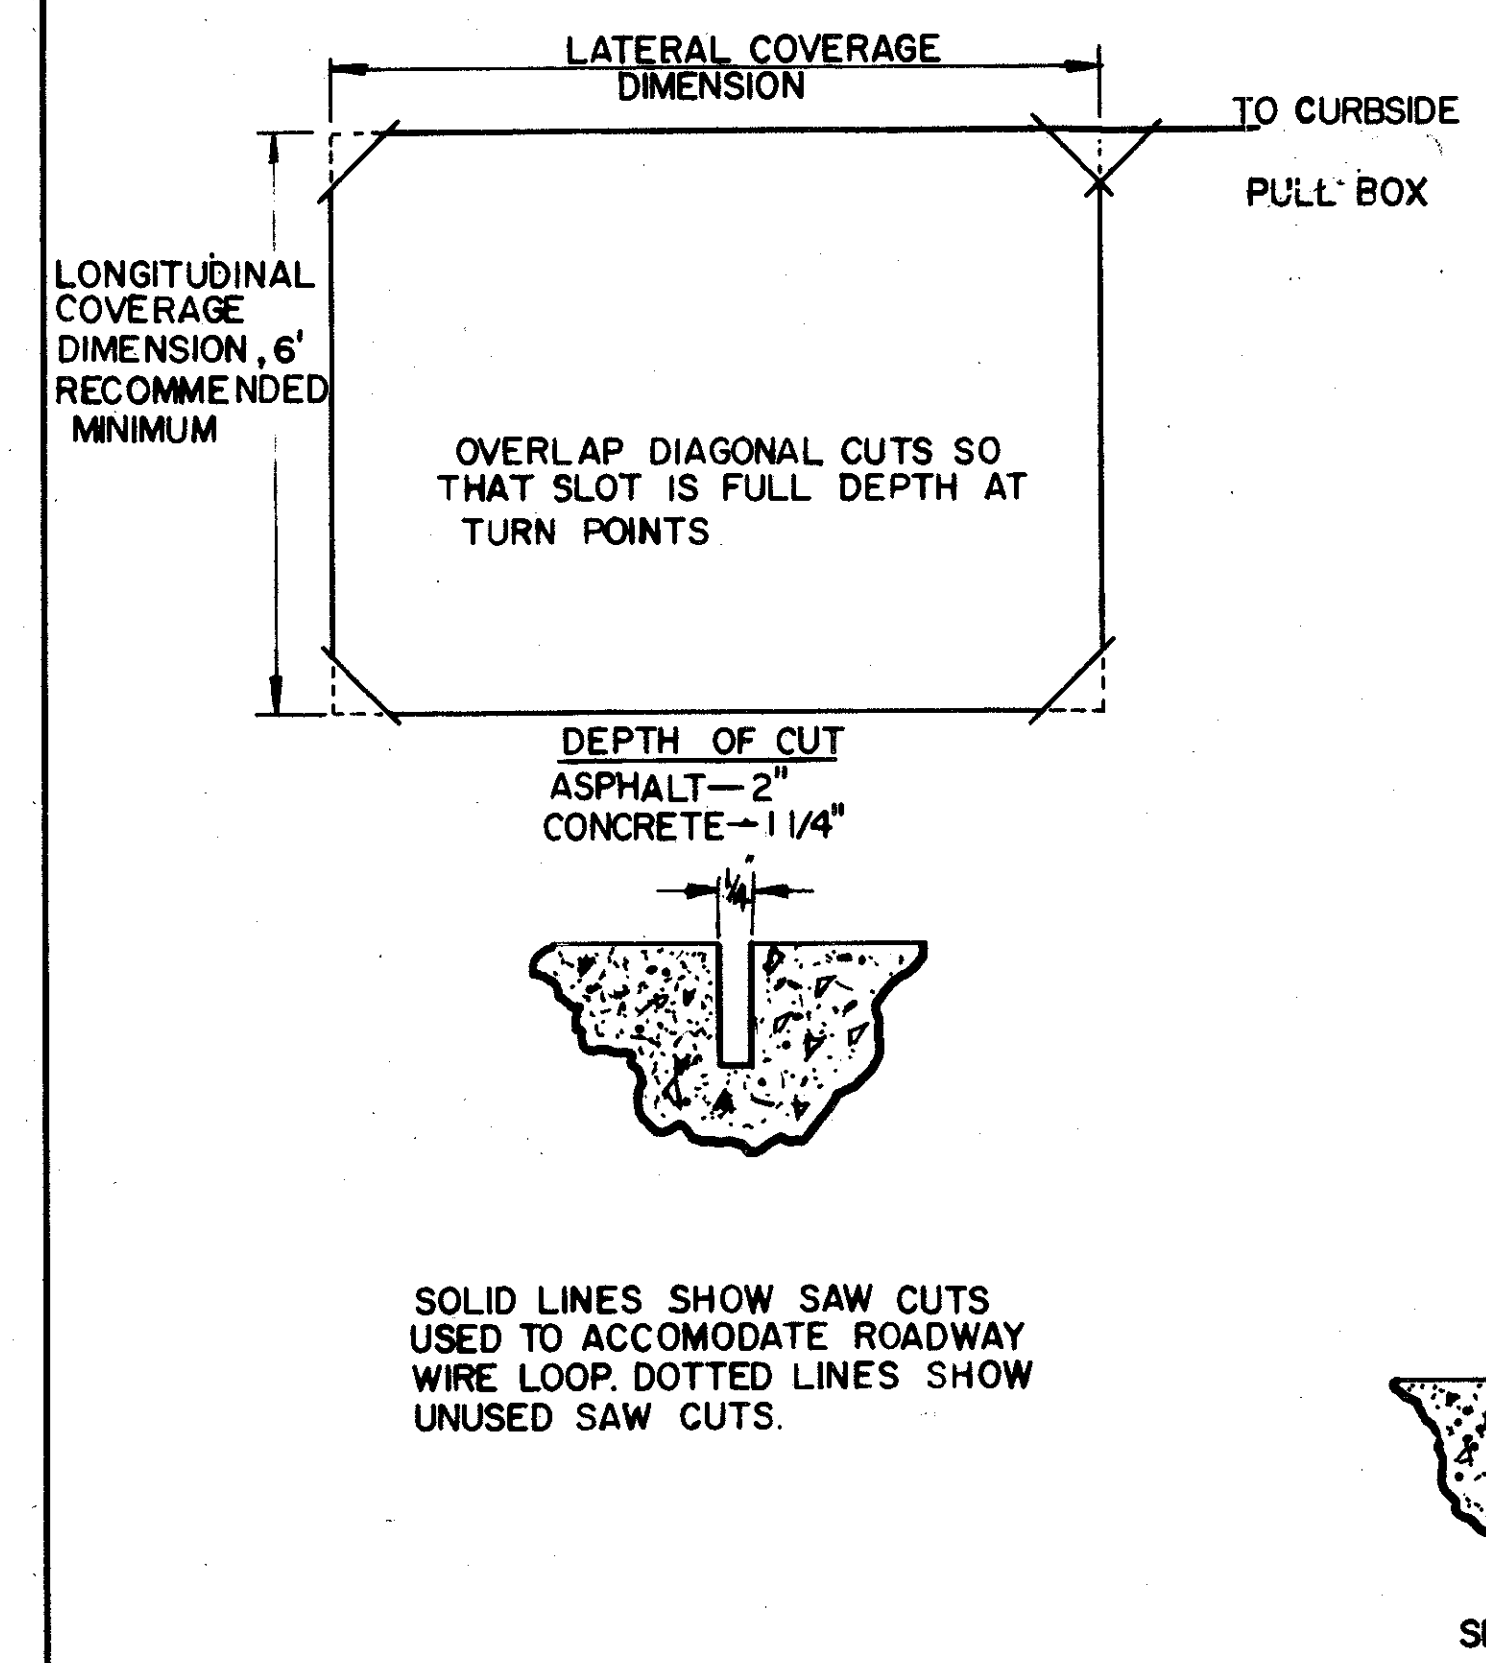 LATERAL COVERAGE
DIMENSION
TO CURBSIDE
PULL BOX
LONGITUDINAL
COVERAGE
DIMENSION, 6'
RECOMMENDED
MINIMUM
OVERLAP DIAGONAL CUTS SO
THAT SLOT IS FULL DEPTH AT
TURN POINTS
DEPTH OF CUT
ASPHALT—2"
CONCRETE—1 1/4"
1/4"
SOLID LINES SHOW SAW CUTS
USED TO ACCOMODATE ROADWAY
WIRE LOOP. DOTTED LINES SHOW
UNUSED SAW CUTS.